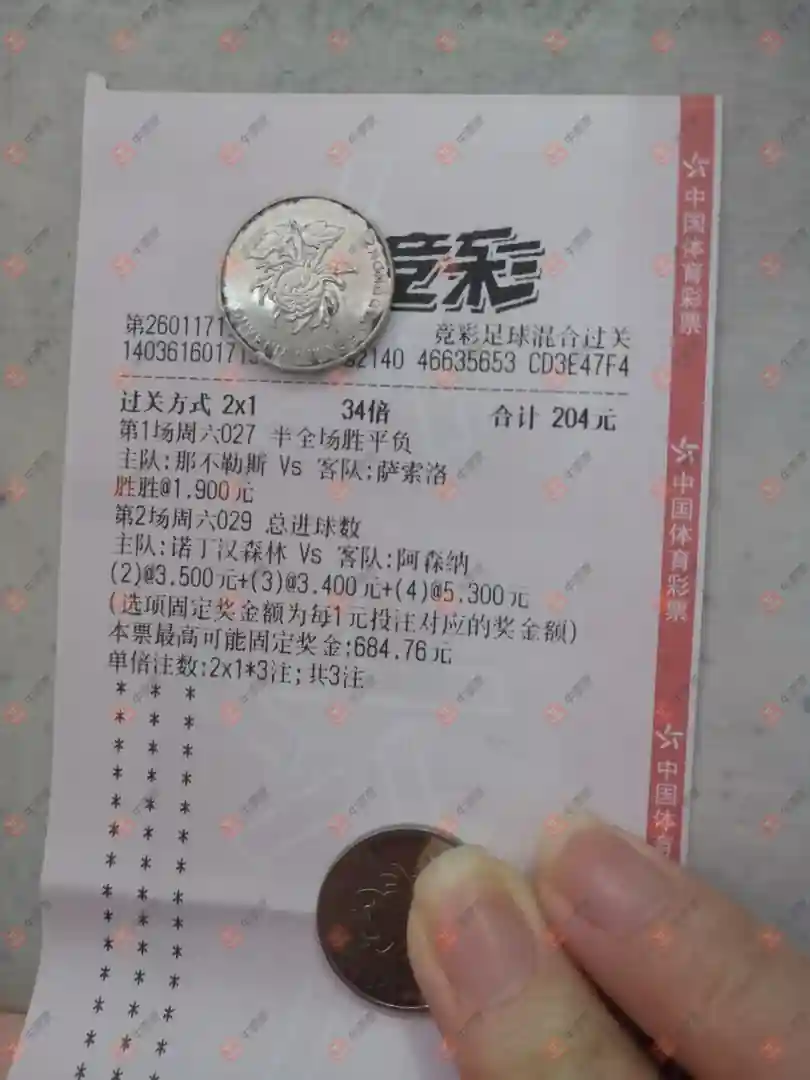 竞彩
第2601171
竞彩足球混合过关
140361601713 2140 46635653 CD3E47F4
过关方式 2x1 34倍 合计 204元
第1场周六027 半全场胜平负
主队:那不勒斯 Vs 客队:萨索洛
胜胜@1.900元
第2场周六029 总进球数
主队:诺丁汉森林 Vs 客队:阿森纳
(2)@3.500元+(3)@3.400元+(4)@5.300元
(选项固定奖金额为每1元投注对应的奖金额)
本票最高可能固定奖金:684.76元
单倍注数:2x1*3注;共3注
中国体育彩票
中国体育彩票
中国体育